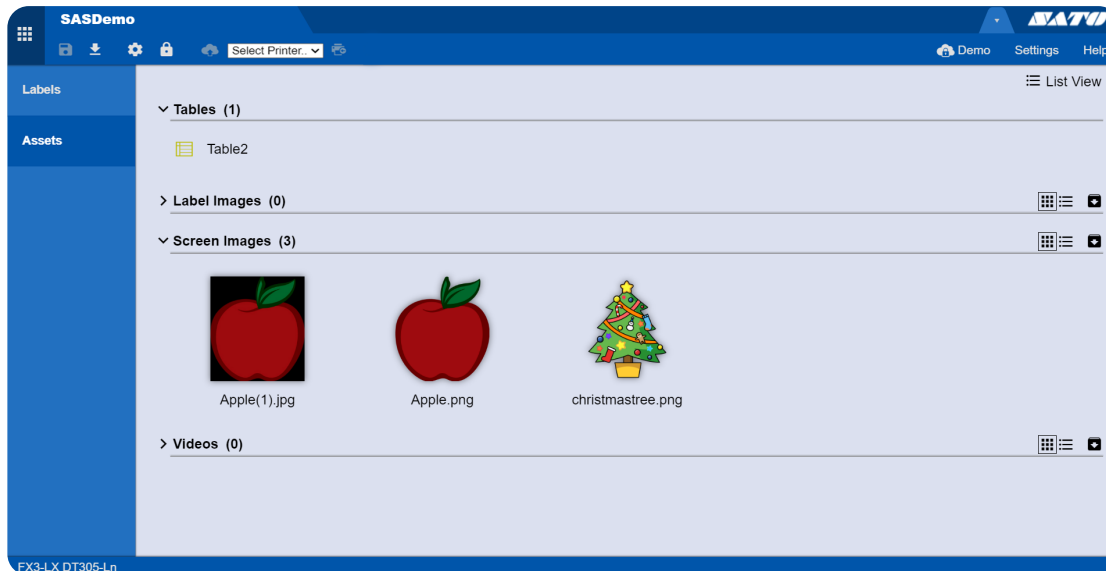 SASDemo
SATO
Select Printer..
Demo
Settings
Help
Labels
Assets
List View
Tables (1)
Table2
Label Images (0)
Screen Images (3)
Apple(1).jpg
Apple.png
christmastree.png
Videos (0)
FX3-LX DT305-Ln